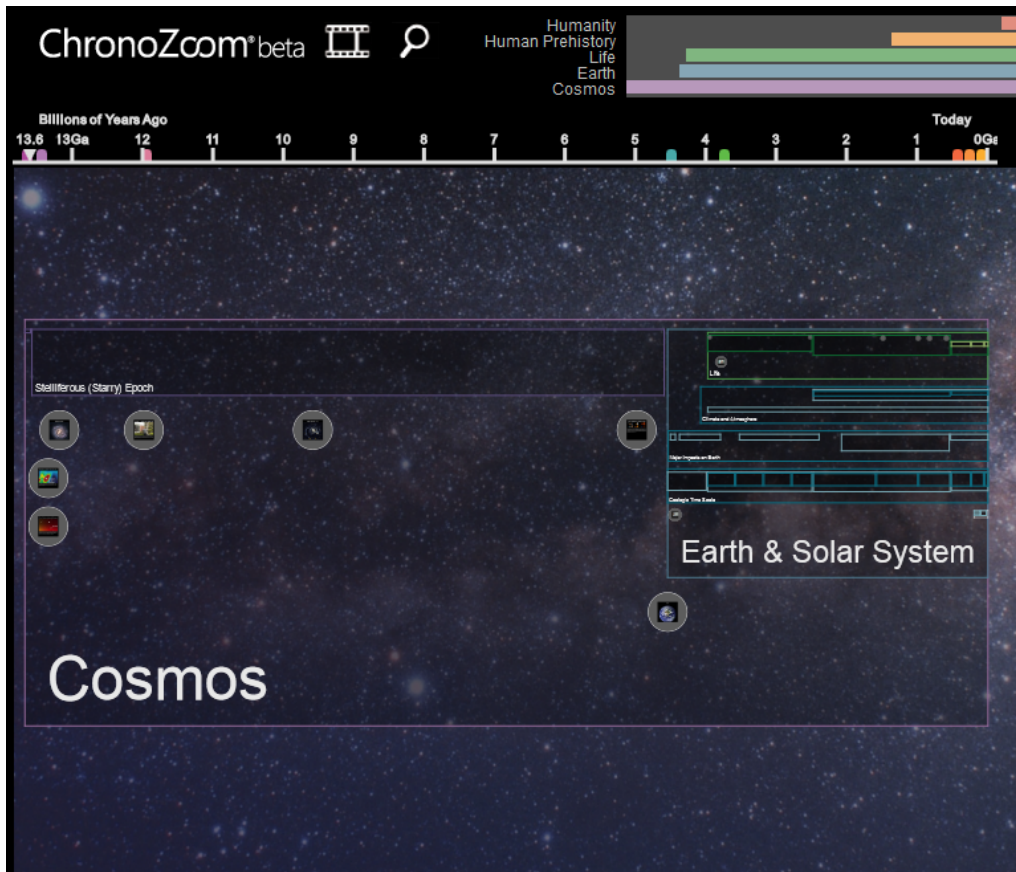 ChronoZoom® beta
Humanity
Human Prehistory
Life
Earth
Cosmos
Billions of Years Ago
Today
13.6 13Ga 12 11 10 9 8 7 6 5 4 3 2 1 0Ga
Stelliferous (Starry) Epoch
Life
Climate and Atmosphere
Major Impacts on Earth
Geologic Time Scale
Earth & Solar System
Cosmos